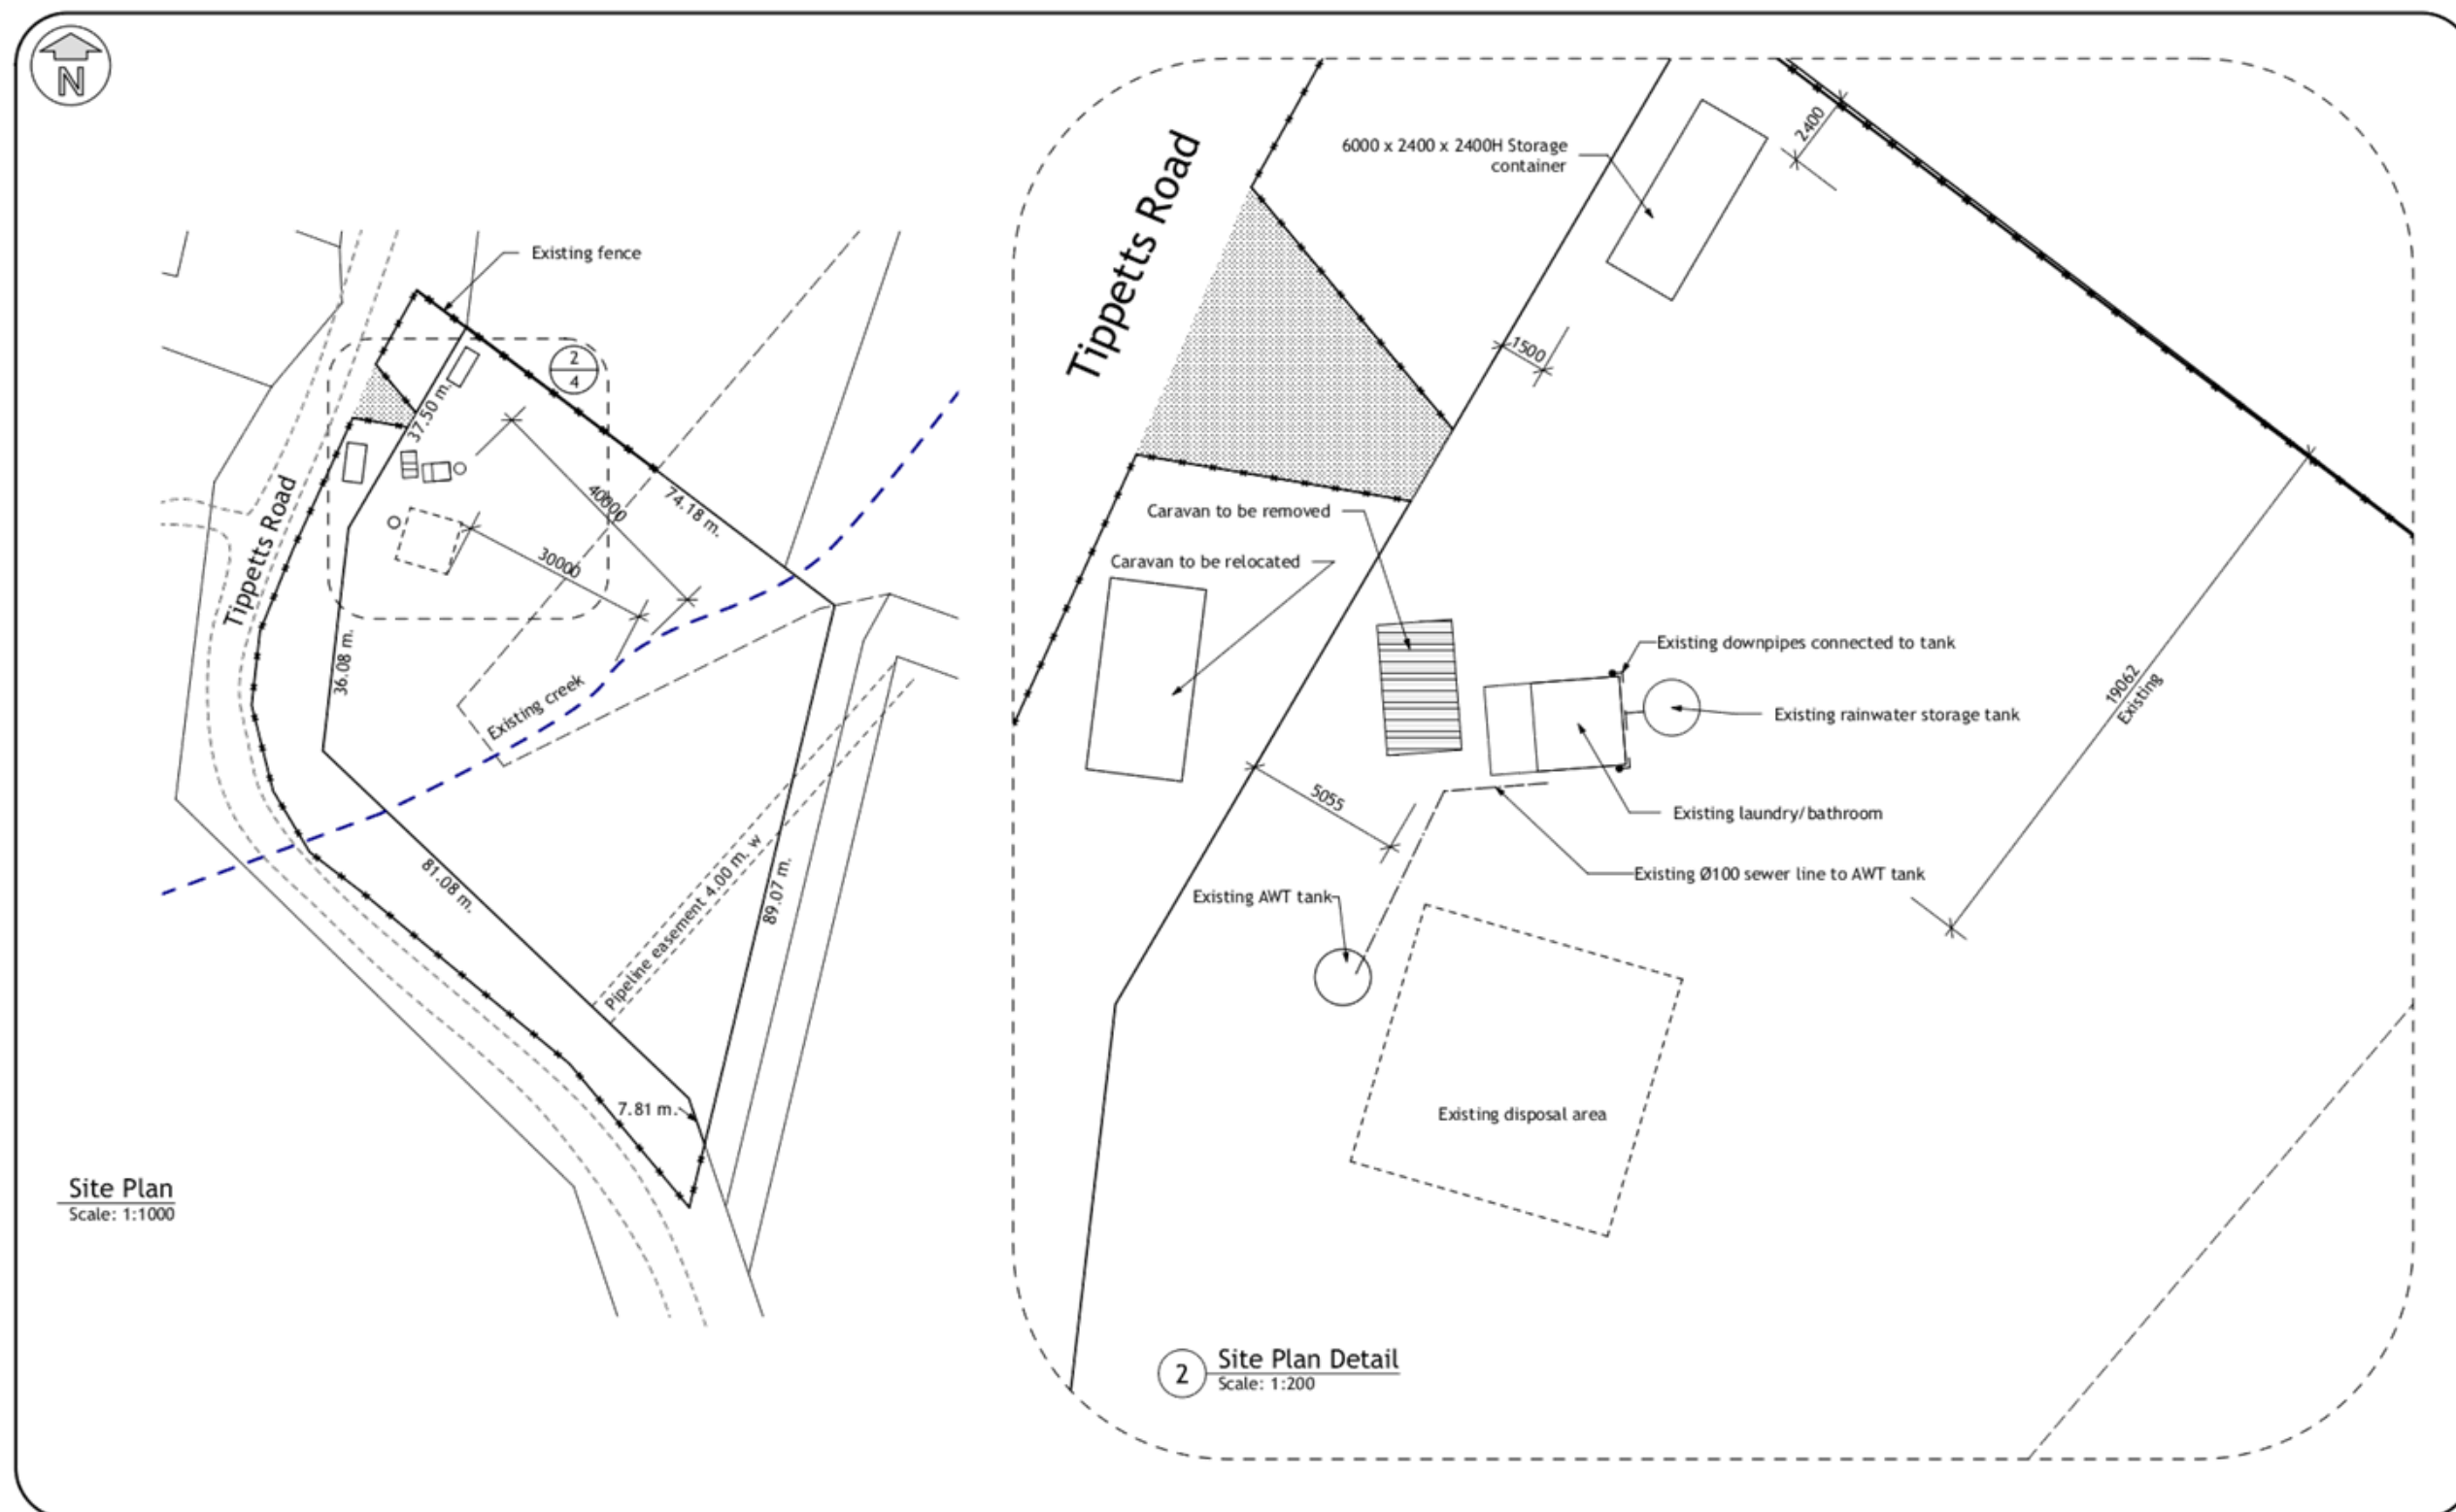 N
Existing fence
2
4
37.50 m.
Tippetts Road
40000
74.18 m.
30000
36.08 m.
Existing creek
81.08 m.
Pipeline easement 4.00 m. w
89.07 m.
7.81 m.
Site Plan
Scale: 1:1000
Tippetts Road
6000 x 2400 x 2400H Storage
container
2400
1500
Caravan to be removed
Caravan to be relocated
Existing downpipes connected to tank
19062
Existing
Existing rainwater storage tank
5055
Existing laundry/bathroom
Existing Ø100 sewer line to AWT tank
Existing AWT tank
Existing disposal area
2
Site Plan Detail
Scale: 1:200